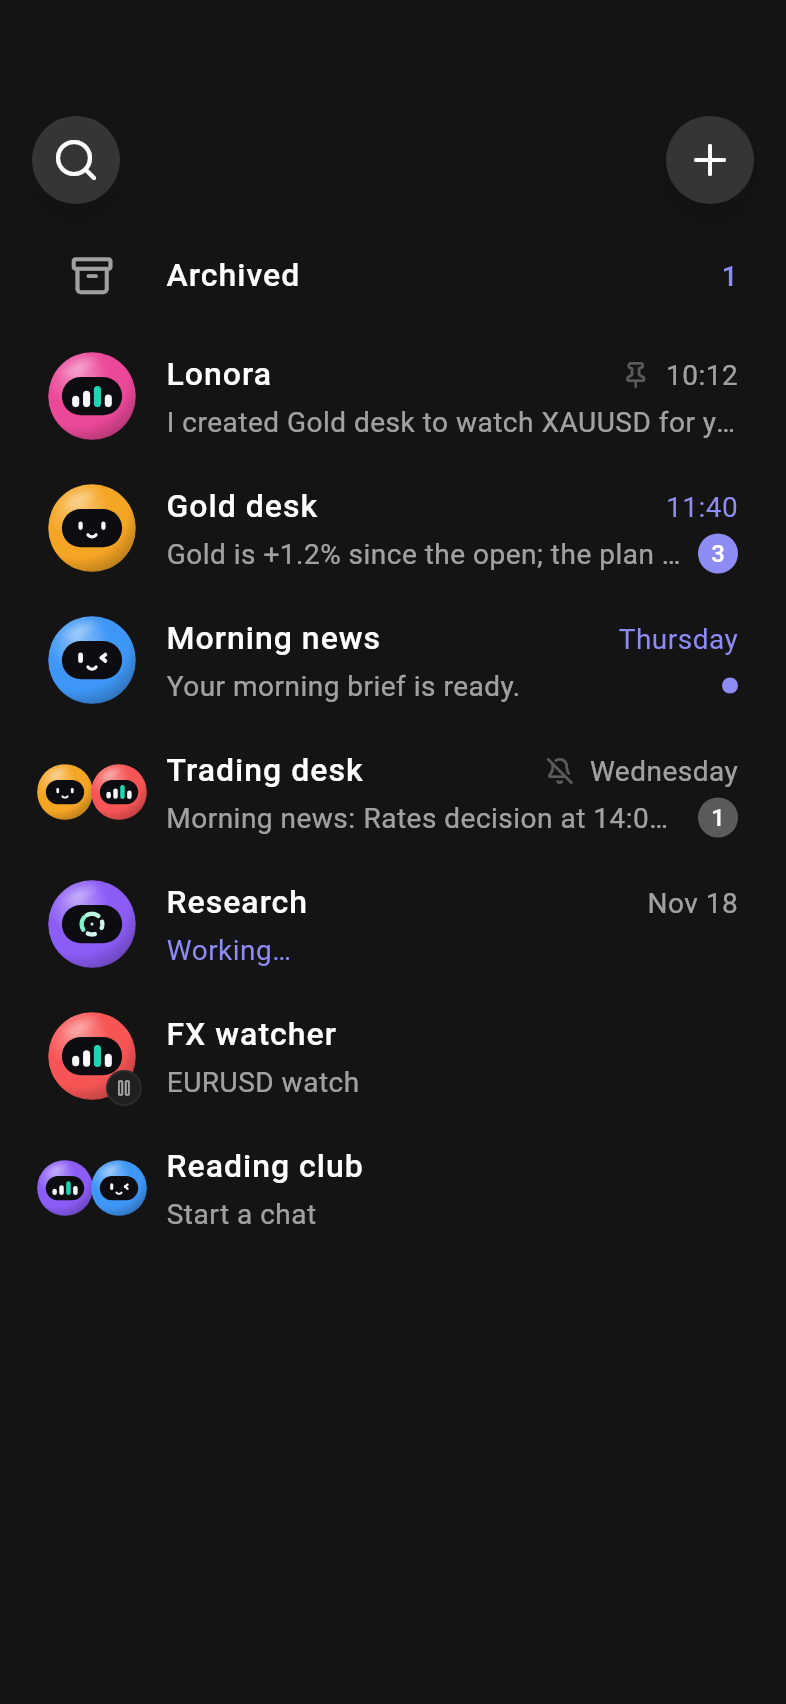 Archived 1
Lonora 10:12
I created Gold desk to watch XAUUSD for y…
Gold desk 11:40
Gold is +1.2% since the open; the plan … 3
Morning news Thursday
Your morning brief is ready.
Trading desk Wednesday
Morning news: Rates decision at 14:0… 1
Research Nov 18
Working…
FX watcher
EURUSD watch
Reading club
Start a chat